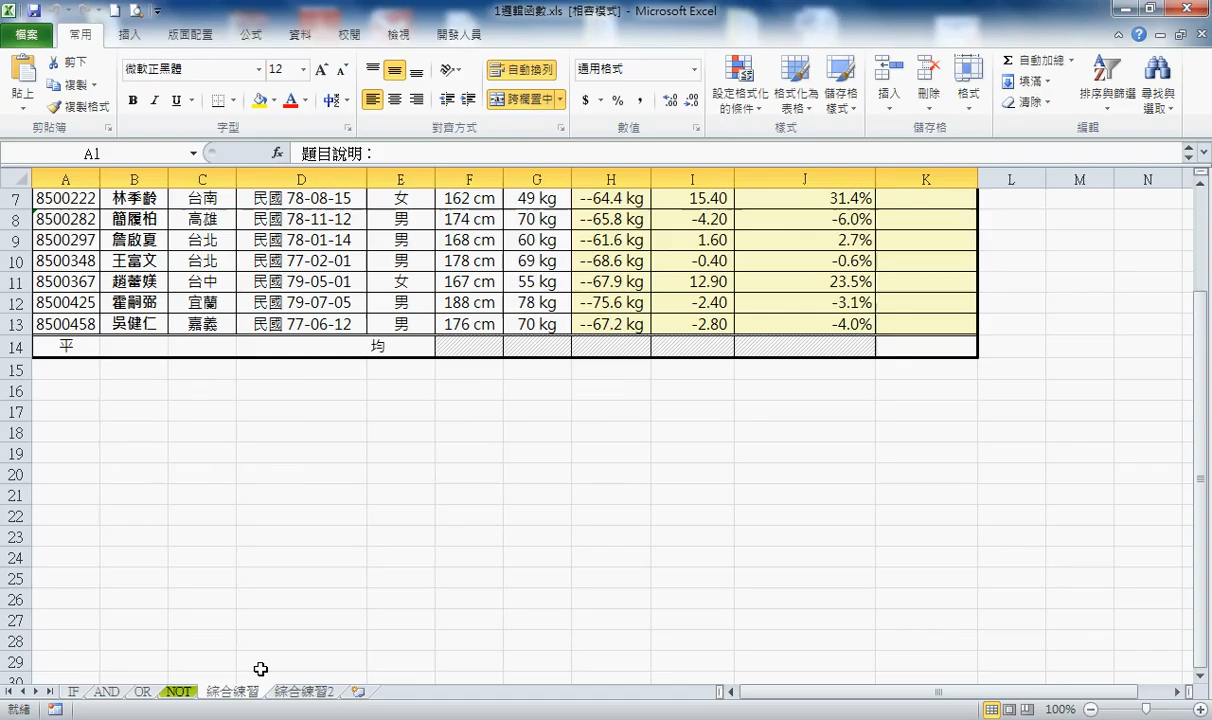 1邏輯函數.xls [相容模式] - Microsoft Excel
檔案 常用 插入 版面配置 公式 資料 校閱 檢視 開發人員
貼上 剪下 複製 複製格式
微軟正黑體 12
B I U A
自動換列
跨欄置中
通用格式
$ % ,
設定格式化的條件 格式化為表格 儲存格樣式
插入 刪除 格式
Σ 自動加總 填滿 清除
排序與篩選 尋找與選取
剪貼簿 字型 對齊方式 數值 樣式 儲存格 編輯
A1 fx 題目說明：
A B C D E F G H I J K L M N
7 8500222 林季齡 台南 民國 78-08-15 女 162 cm 49 kg --64.4 kg 15.40 31.4%
8 8500282 簡履柏 高雄 民國 78-11-12 男 174 cm 70 kg --65.8 kg -4.20 -6.0%
9 8500297 詹啟夏 台北 民國 78-01-14 男 168 cm 60 kg --61.6 kg 1.60 2.7%
10 8500348 王富文 台北 民國 77-02-01 男 178 cm 69 kg --68.6 kg -0.40 -0.6%
11 8500367 趙蕾媄 台中 民國 79-05-01 女 167 cm 55 kg --67.9 kg 12.90 23.5%
12 8500425 霍嗣弼 宜蘭 民國 79-07-05 男 188 cm 78 kg --75.6 kg -2.40 -3.1%
13 8500458 吳健仁 嘉義 民國 77-06-12 男 176 cm 70 kg --67.2 kg -2.80 -4.0%
14 平 均
15
16
17
18
19
20
21
22
23
24
25
26
27
28
29
30
IF AND OR NOT 綜合練習 綜合練習2
就緒 100%